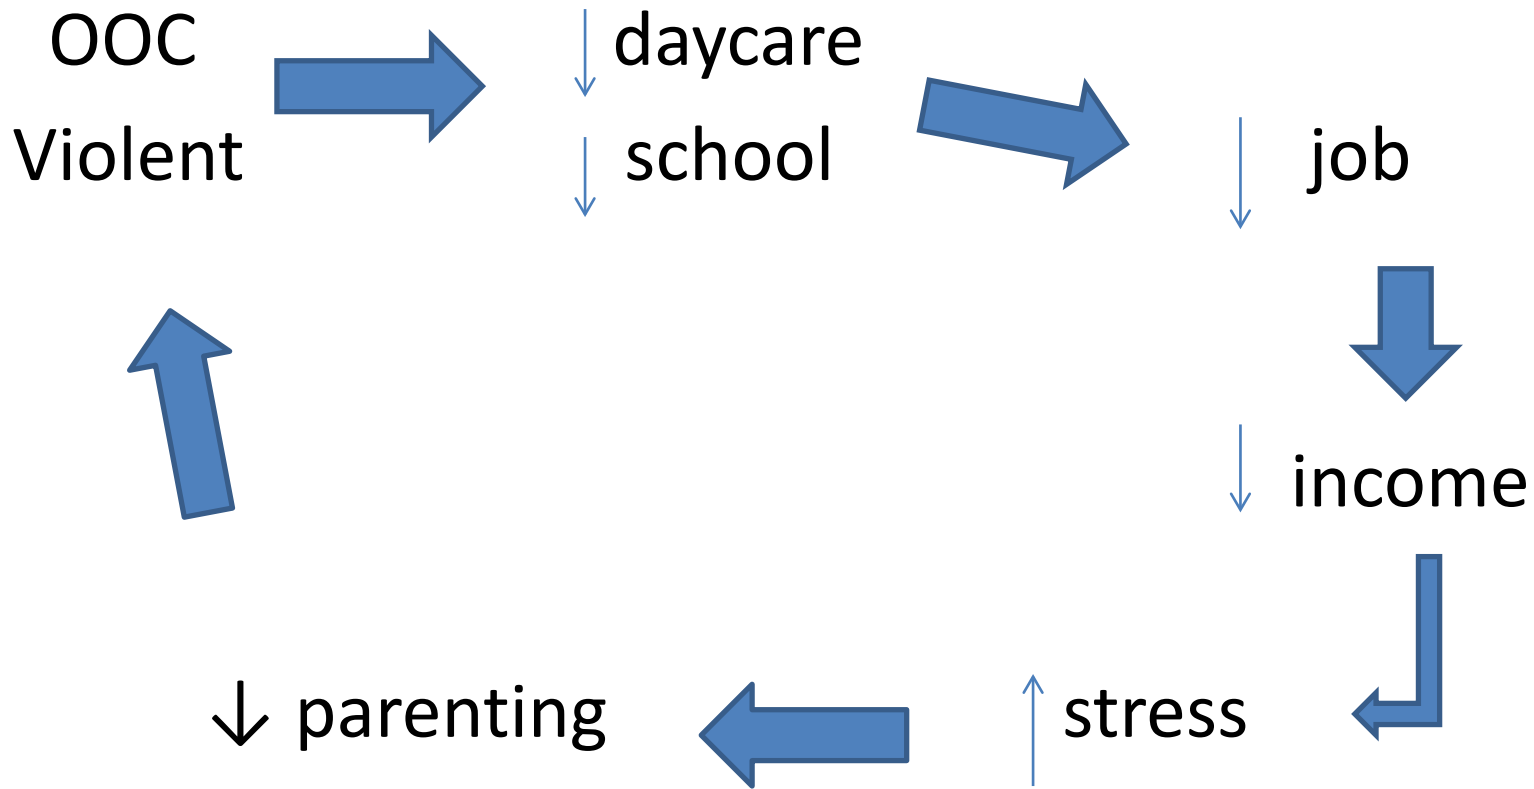 OOC
Violent
daycare
school
job
income
stress
↓ parenting